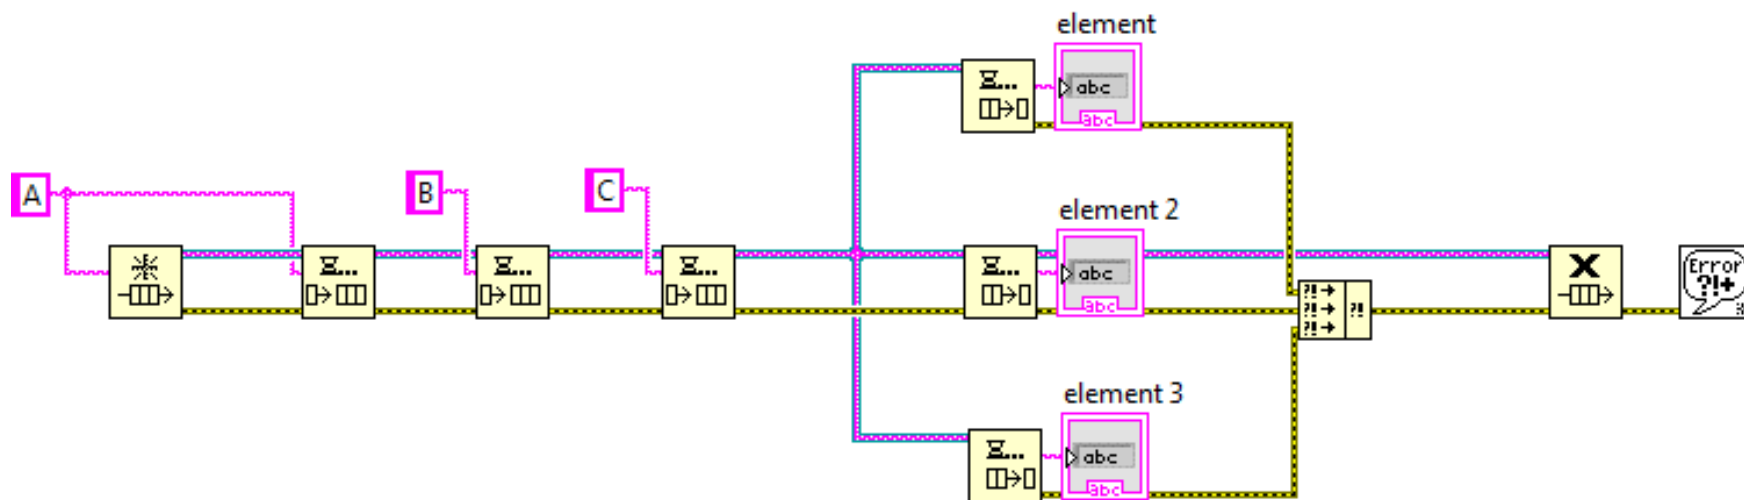 element
abc
abc
A
B
C
element 2
abc
abc
Error
?!+
?!
?!
?!
?!
element 3
abc
abc